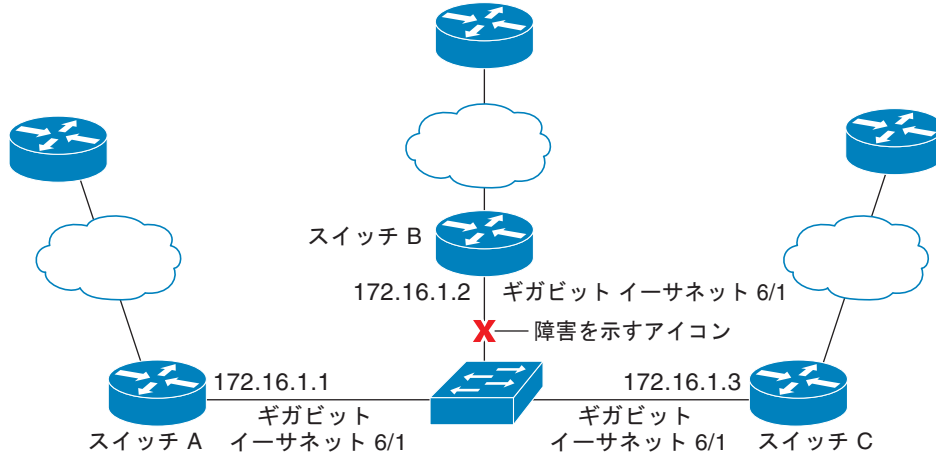 スイッチ B
172.16.1.2 ギガビット イーサネット 6/1
障害を示すアイコン
172.16.1.1
ギガビット
イーサネット 6/1
スイッチ A
172.16.1.3
ギガビット
イーサネット 6/1
スイッチ C